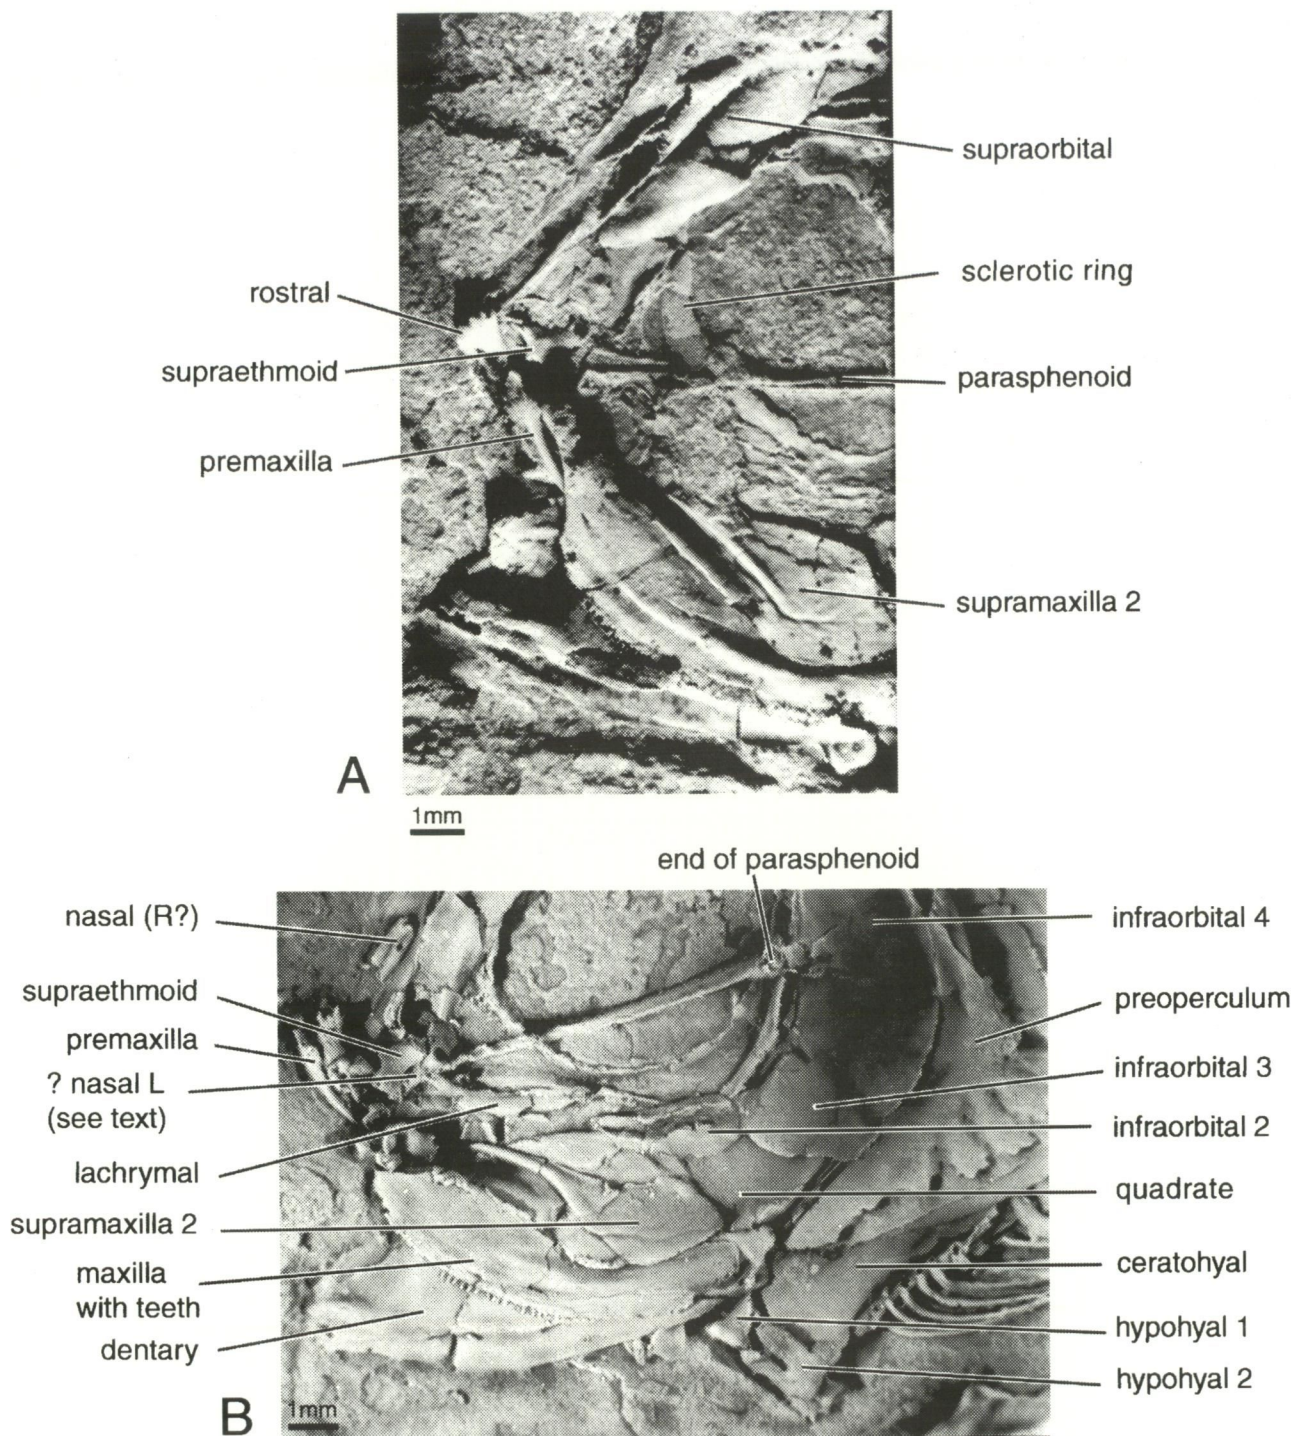 supraorbital
sclerotic ring
rostral
supraethmoid
parasphenoid
premaxilla
supramaxilla 2
A
1mm
end of parasphenoid
nasal (R?)
supraethmoid
premaxilla
? nasal L
(see text)
lachrymal
supramaxilla 2
maxilla
with teeth
dentary
infraorbital 4
preoperculum
infraorbital 3
infraorbital 2
quadrate
ceratohyal
hypohyal 1
hypohyal 2
B
1mm